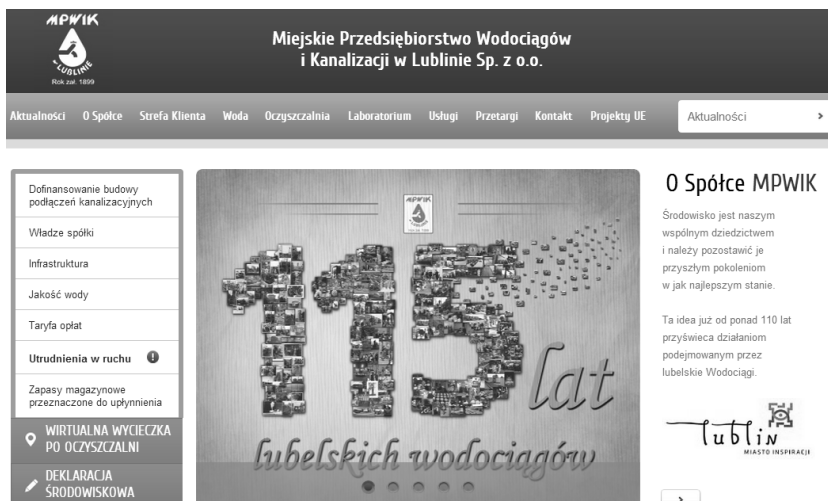 MPWIK
LUBLINIE
Rok zał. 1899
Miejskie Przedsiębiorstwo Wodociągów
i Kanalizacji w Lublinie Sp. z o.o.
Aktualności O Spółce Strefa Klienta Woda Oczyszczalnia Laboratorium Usługi Przetargi Kontakt Projekty UE
Aktualności
Dofinansowanie budowy
podłączeń kanalizacyjnych
Władze spółki
Infrastruktura
Jakość wody
Taryfa opłat
Utrudnienia w ruchu
Zapasy magazynowe
przeznaczone do upłynnienia
WIRTUALNA WYCIECZKA
PO OCZYSZCZALNI
DEKLARACJA
ŚRODOWISKOWA
MPWIK
115
lat
lubelskich wodociągów
O Spółce MPWIK
Środowisko jest naszym
wspólnym dziedzictwem
i należy pozostawić je
przyszłym pokoleniom
w jak najlepszym stanie.
Ta idea już od ponad 110 lat
przyświeca działaniom
podejmowanym przez
lubelskie Wodociągi.
lublin
MIASTO INSPIRACJI